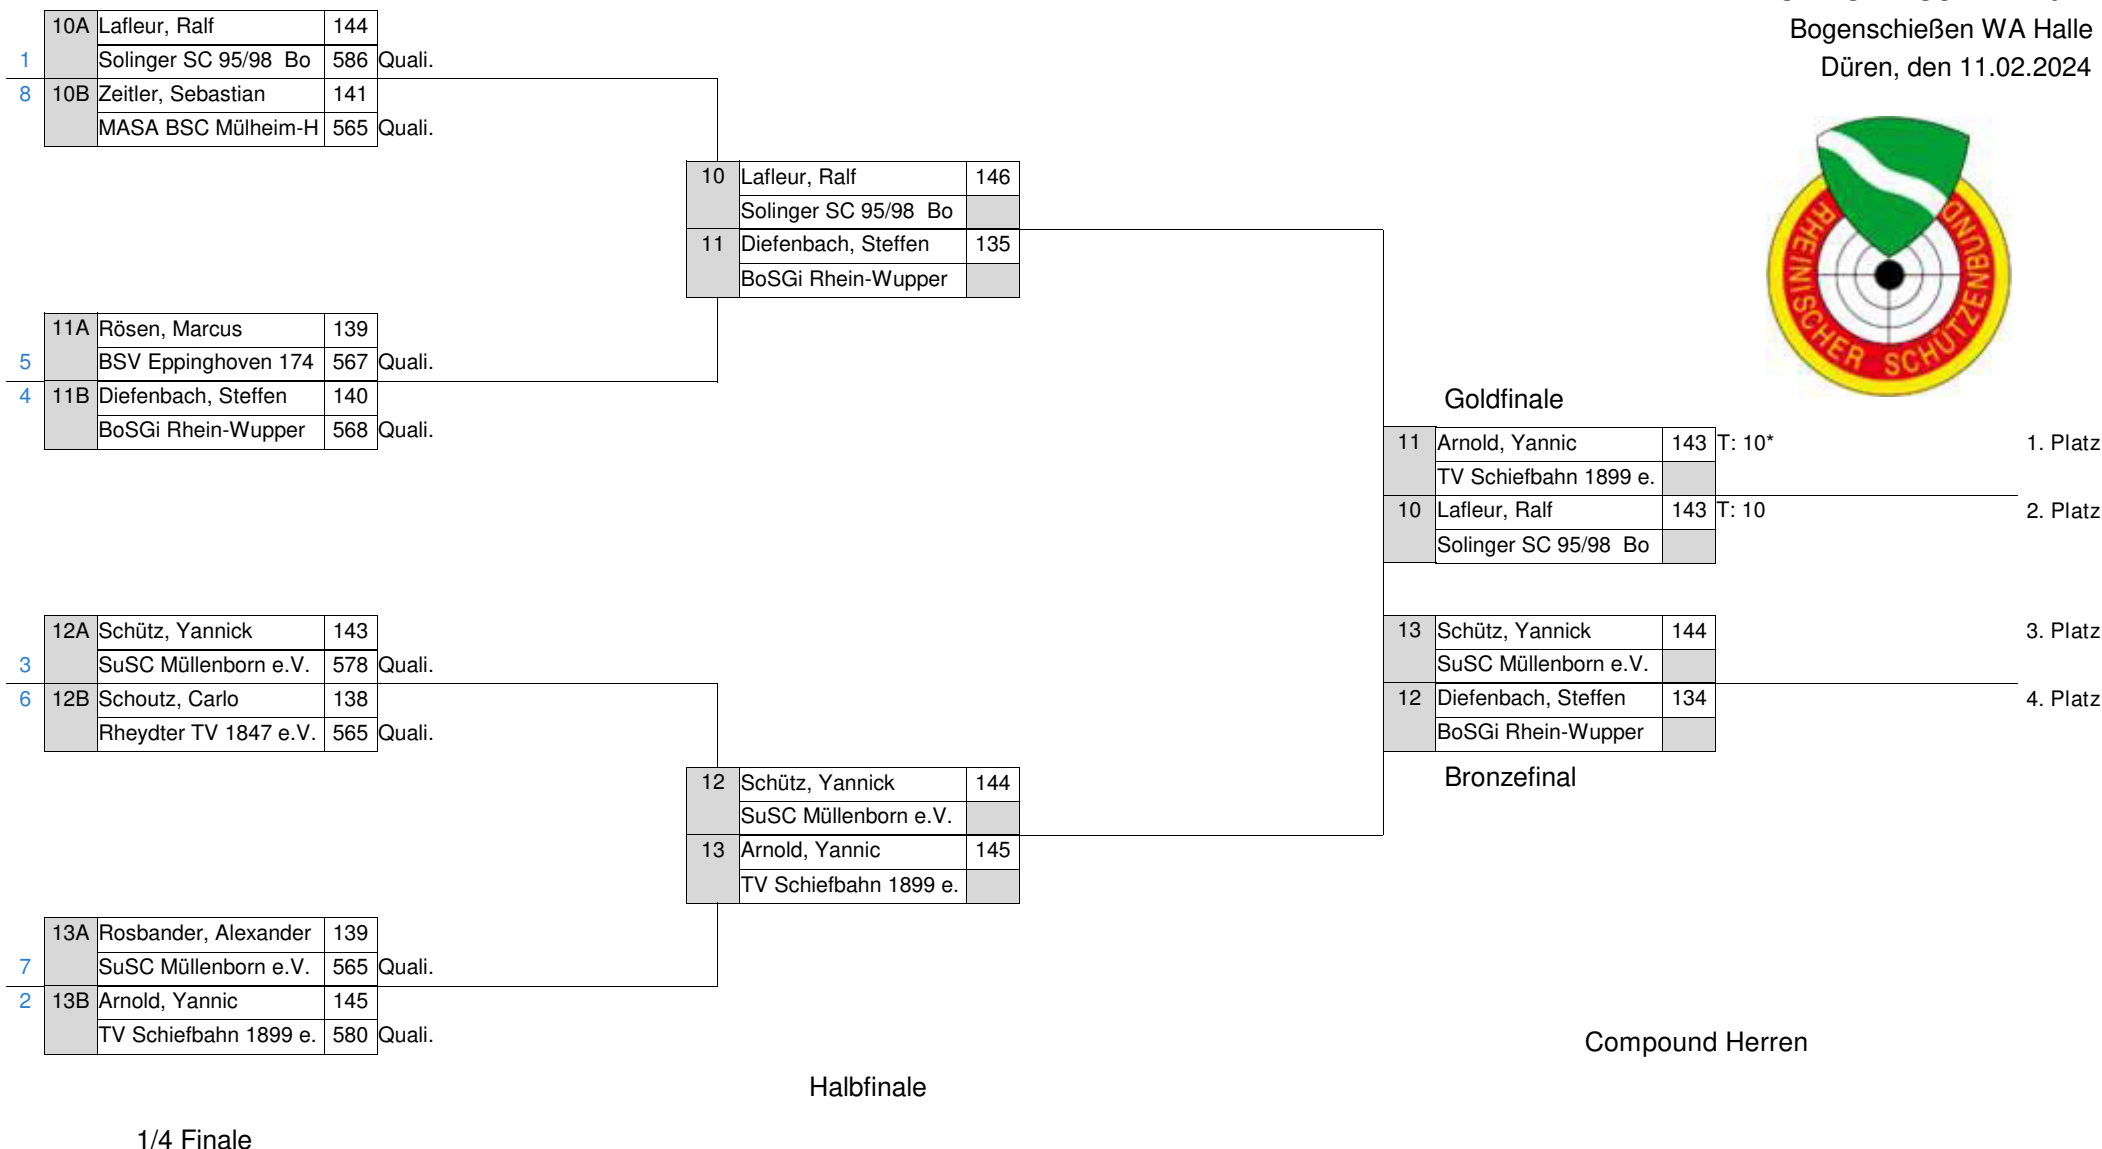 Bogenschießen WA Halle
Düren, den 11.02.2024
RHEINISCHER SCHÜTZENBUND
10A Lafleur, Ralf 144
1 Solinger SC 95/98 Bo 586 Quali.
8 10B Zeitler, Sebastian 141
MASA BSC Mülheim-H 565 Quali.
10 Lafleur, Ralf 146
Solinger SC 95/98 Bo
11 Diefenbach, Steffen 135
BoSGi Rhein-Wupper
11A Rösen, Marcus 139
5 BSV Eppinghoven 174 567 Quali.
4 11B Diefenbach, Steffen 140
BoSGi Rhein-Wupper 568 Quali.
Goldfinale
11 Arnold, Yannic 143 T: 10* 1. Platz
TV Schiefbahn 1899 e.
10 Lafleur, Ralf 143 T: 10 2. Platz
Solinger SC 95/98 Bo
12A Schütz, Yannick 143
3 SuSC Müllenborn e.V. 578 Quali.
6 12B Schoutz, Carlo 138
Rheydter TV 1847 e.V. 565 Quali.
13 Schütz, Yannick 144 3. Platz
SuSC Müllenborn e.V.
12 Diefenbach, Steffen 134 4. Platz
BoSGi Rhein-Wupper
Bronzefinal
12 Schütz, Yannick 144
SuSC Müllenborn e.V.
13 Arnold, Yannic 145
TV Schiefbahn 1899 e.
13A Rosbander, Alexander 139
7 SuSC Müllenborn e.V. 565 Quali.
2 13B Arnold, Yannic 145
TV Schiefbahn 1899 e. 580 Quali.
Compound Herren
Halbfinale
1/4 Finale